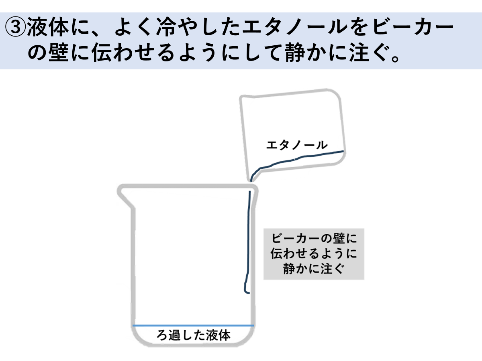 ③液体に、よく冷やしたエタノールをビーカー
の壁に伝わせるようにして静かに注ぐ。
エタノール
ビーカーの壁に
伝わせるように
静かに注ぐ
ろ過した液体